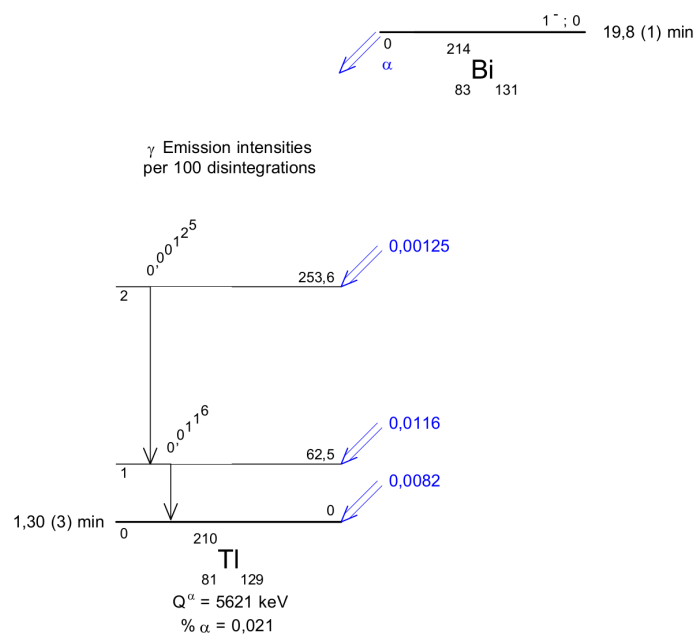 1⁻ ; 0
19,8 (1) min
0
α
214
Bi
83 131
γ Emission intensities
per 100 disintegrations
0,00125
0,00125
253,6
2
0,0116
0,0116
62,5
1
0,0082
0
1,30 (3) min
0
210
Tl
81 129
Qᵅ = 5621 keV
% α = 0,021